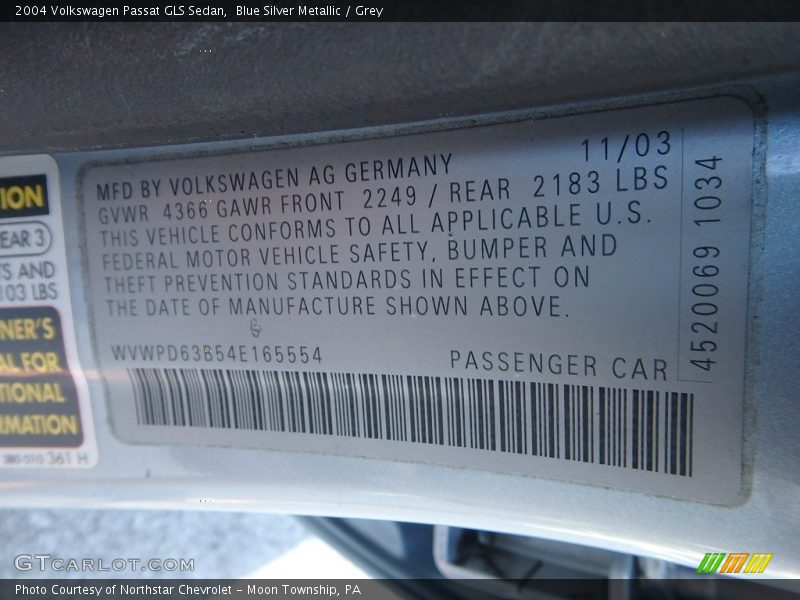 2004 Volkswagen Passat GLS Sedan, Blue Silver Metallic / Grey
ION
EAR 3
TS AND
103 LBS
NER'S
AL FOR
TIONAL
RMATION
361 H
11/03
MFD BY VOLKSWAGEN AG GERMANY
GVWR 4366 GAWR FRONT 2249 / REAR 2183 LBS
THIS VEHICLE CONFORMS TO ALL APPLICABLE U.S.
FEDERAL MOTOR VEHICLE SAFETY, BUMPER AND
THEFT PREVENTION STANDARDS IN EFFECT ON
THE DATE OF MANUFACTURE SHOWN ABOVE.
WVWPD63B54E165554
PASSENGER CAR
4520069 1034
GTCARLOT.COM
Photo Courtesy of Northstar Chevrolet - Moon Township, PA